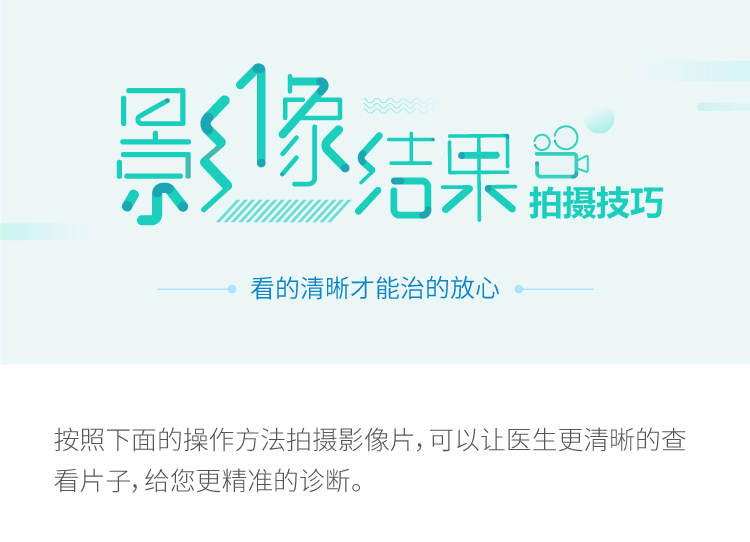 影像结果
拍摄技巧
看的清晰才能治的放心
按照下面的操作方法拍摄影像片，可以让医生更清晰的查
看片子，给您更精准的诊断。